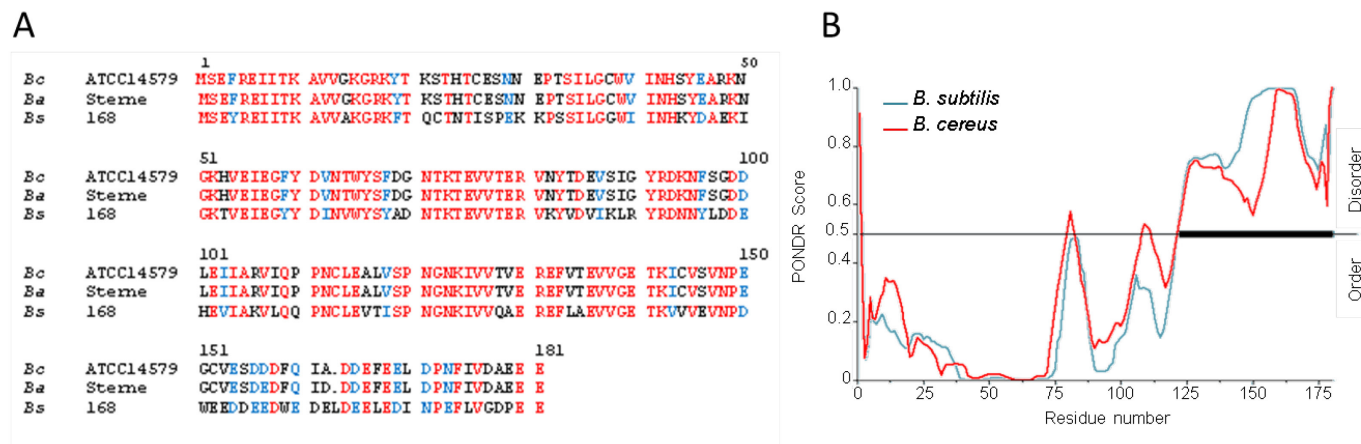 A
1 50
Bc ATCC14579 MSEFREIITK AVVGKGRKYT KSTHTCESNN EPTSILGCWV INHSYEARKN
Ba Sterne MSEFREIITK AVVGKGRKYT KSTHTCESNN EPTSILGCWV INHSYEARKN
Bs 168 MSEYREIITK AVVAKGRKFT QCTNTISPEK KPSSILGGWI INHKYDAEKI
51 100
Bc ATCC14579 GKHVEIEGFY DVNTWYSFDG NTKTEVVTER VNYTDEVSIG YRDKNFSGDD
Ba Sterne GKHVEIEGFY DVNTWYSFDG NTKTEVVTER VNYTDEVSIG YRDKNFSGDD
Bs 168 GKTVEIEGYY DINVWYSYAD NTKTEVVTER VKYVDVIKLR YRDNNYLDDE
101 150
Bc ATCC14579 LEIIARVIQP PNCLEALVSP NGNKIVVTVE REFVTEVVGE TKICVSVNPE
Ba Sterne LEIIARVIQP PNCLEALVSP NGNKIVVTVE REFVTEVVGE TKICVSVNPE
Bs 168 HEVIAKVLQQ PNCLEVTISP NGNKIVVQAE REFLAEVVGE TKVVVEVNPD
151 181
Bc ATCC14579 GCVESDDDFQ IA.DDEFEEL DPNFIVDAEE E
Ba Sterne GCVESDDDFQ ID.DDEFEEL DPNFIVDAEE E
Bs 168 WEEDDEEDWE DELDEELEDI NPEFLVGDPE E
B
B. subtilis
B. cereus
1.0
0.8
0.6
0.5
0.4
0.2
0
PONDR Score
Disorder
Order
0 25 50 75 100 125 150 175
Residue number